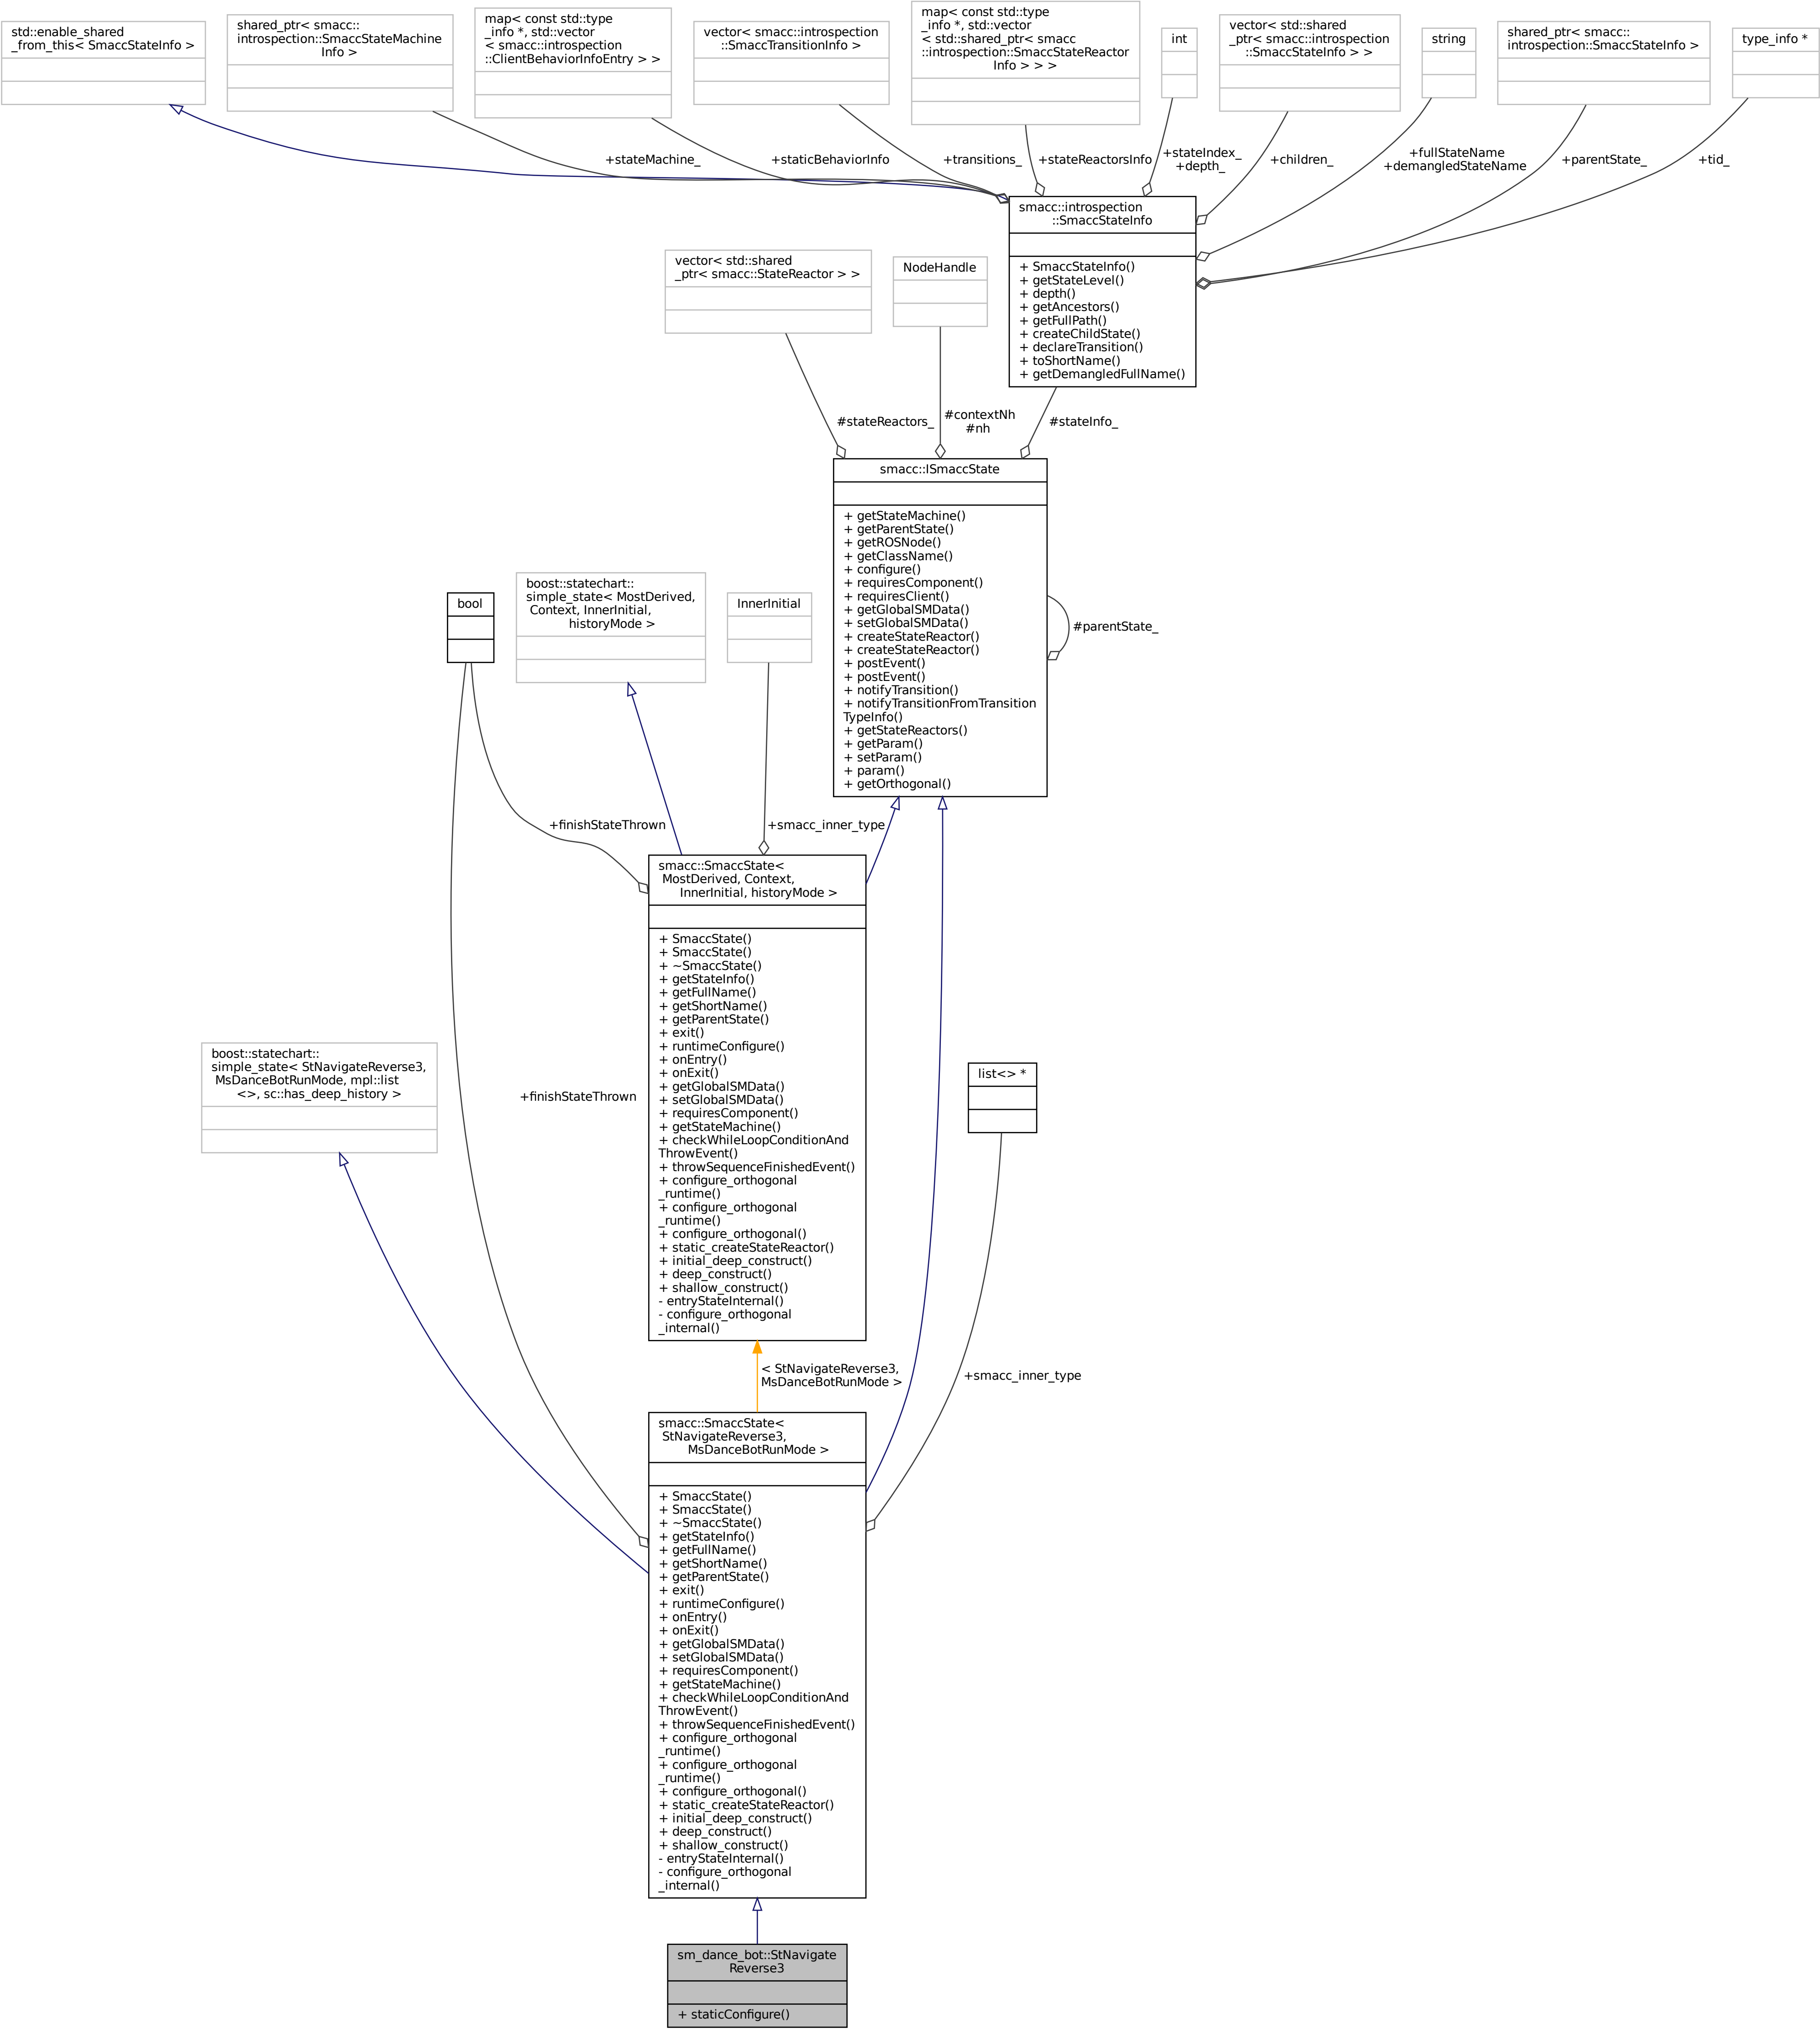 std::enable_shared
_from_this< SmaccStateInfo >
shared_ptr< smacc::
introspection::SmaccStateMachine
Info >
map< const std::type
_info *, std::vector
< smacc::introspection
::ClientBehaviorInfoEntry > >
vector< smacc::introspection
::SmaccTransitionInfo >
map< const std::type
_info *, std::vector
< std::shared_ptr< smacc
::introspection::SmaccStateReactor
Info > > >
int
vector< std::shared
_ptr< smacc::introspection
::SmaccStateInfo > >
string
shared_ptr< smacc::
introspection::SmaccStateInfo >
type_info *
+stateMachine_
+staticBehaviorInfo
+transitions_
+stateReactorsInfo
+stateIndex_
+depth_
+children_
+fullStateName
+demangledStateName
+parentState_
+tid_
smacc::introspection
::SmaccStateInfo
+ SmaccStateInfo()
+ getStateLevel()
+ depth()
+ getAncestors()
+ getFullPath()
+ createChildState()
+ declareTransition()
+ toShortName()
+ getDemangledFullName()
vector< std::shared
_ptr< smacc::StateReactor > >
NodeHandle
#stateReactors_
#contextNh
#nh
#stateInfo_
smacc::ISmaccState
+ getStateMachine()
+ getParentState()
+ getROSNode()
+ getClassName()
+ configure()
+ requiresComponent()
+ requiresClient()
+ getGlobalSMData()
+ setGlobalSMData()
+ createStateReactor()
+ createStateReactor()
+ postEvent()
+ postEvent()
+ notifyTransition()
+ notifyTransitionFromTransition
TypeInfo()
+ getStateReactors()
+ getParam()
+ setParam()
+ param()
+ getOrthogonal()
#parentState_
bool
boost::statechart::
simple_state< MostDerived,
Context, InnerInitial,
historyMode >
InnerInitial
+finishStateThrown
+smacc_inner_type
smacc::SmaccState<
MostDerived, Context,
InnerInitial, historyMode >
+ SmaccState()
+ SmaccState()
+ ~SmaccState()
+ getStateInfo()
+ getFullName()
+ getShortName()
+ getParentState()
+ exit()
+ runtimeConfigure()
+ onEntry()
+ onExit()
+ getGlobalSMData()
+ setGlobalSMData()
+ requiresComponent()
+ getStateMachine()
+ checkWhileLoopConditionAnd
ThrowEvent()
+ throwSequenceFinishedEvent()
+ configure_orthogonal
_runtime()
+ configure_orthogonal
_runtime()
+ configure_orthogonal()
+ static_createStateReactor()
+ initial_deep_construct()
+ deep_construct()
+ shallow_construct()
- entryStateInternal()
- configure_orthogonal
_internal()
boost::statechart::
simple_state< StNavigateReverse3,
MsDanceBotRunMode, mpl::list
<>, sc::has_deep_history >
+finishStateThrown
list<> *
< StNavigateReverse3,
MsDanceBotRunMode >
+smacc_inner_type
smacc::SmaccState<
StNavigateReverse3,
MsDanceBotRunMode >
+ SmaccState()
+ SmaccState()
+ ~SmaccState()
+ getStateInfo()
+ getFullName()
+ getShortName()
+ getParentState()
+ exit()
+ runtimeConfigure()
+ onEntry()
+ onExit()
+ getGlobalSMData()
+ setGlobalSMData()
+ requiresComponent()
+ getStateMachine()
+ checkWhileLoopConditionAnd
ThrowEvent()
+ throwSequenceFinishedEvent()
+ configure_orthogonal
_runtime()
+ configure_orthogonal
_runtime()
+ configure_orthogonal()
+ static_createStateReactor()
+ initial_deep_construct()
+ deep_construct()
+ shallow_construct()
- entryStateInternal()
- configure_orthogonal
_internal()
sm_dance_bot::StNavigate
Reverse3
+ staticConfigure()